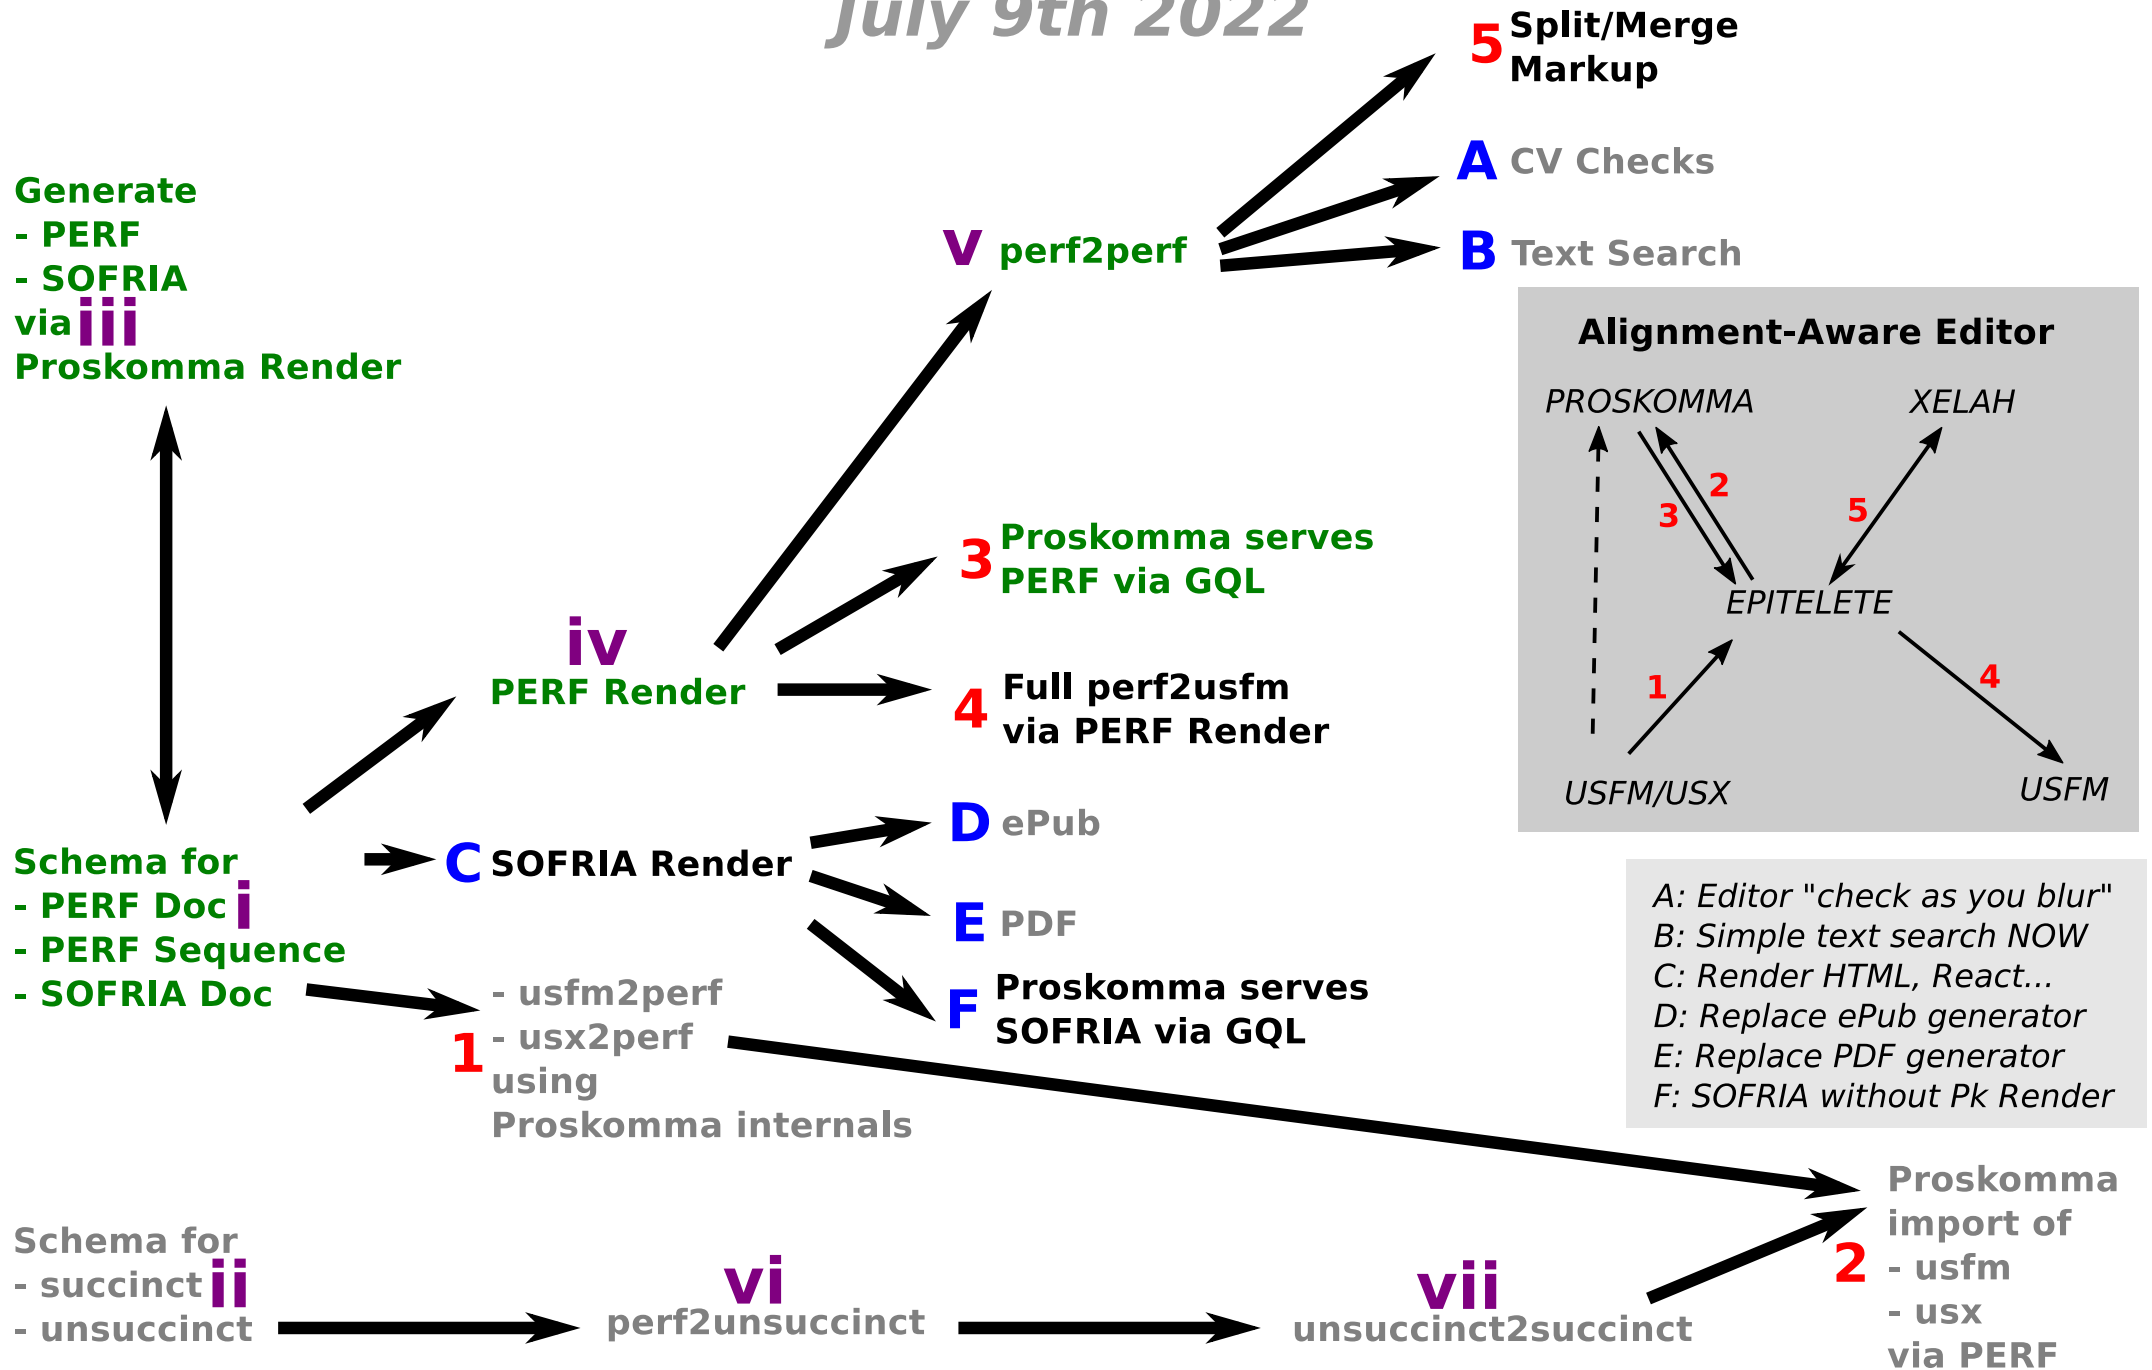 July 9th 2022
5 Split/Merge
Markup
A CV Checks
B Text Search
v perf2perf
Generate
- PERF
- SOFRIA
via iii
Proskomma Render
3 Proskomma serves
PERF via GQL
iv
PERF Render
4 Full perf2usfm
via PERF Render
Schema for
- PERF Doc i
- PERF Sequence
- SOFRIA Doc
C SOFRIA Render
D ePub
E PDF
F Proskomma serves
SOFRIA via GQL
1 - usfm2perf
- usx2perf
using
Proskomma internals
Schema for
- succinct ii
- unsuccinct
vi
perf2unsuccinct
vii
unsuccinct2succinct
2 Proskomma
import of
- usfm
- usx
via PERF
Alignment-Aware Editor
PROSKOMMA
XELAH
2
3
5
EPITELETE
1
4
USFM/USX
USFM
A: Editor "check as you blur"
B: Simple text search NOW
C: Render HTML, React...
D: Replace ePub generator
E: Replace PDF generator
F: SOFRIA without Pk Render